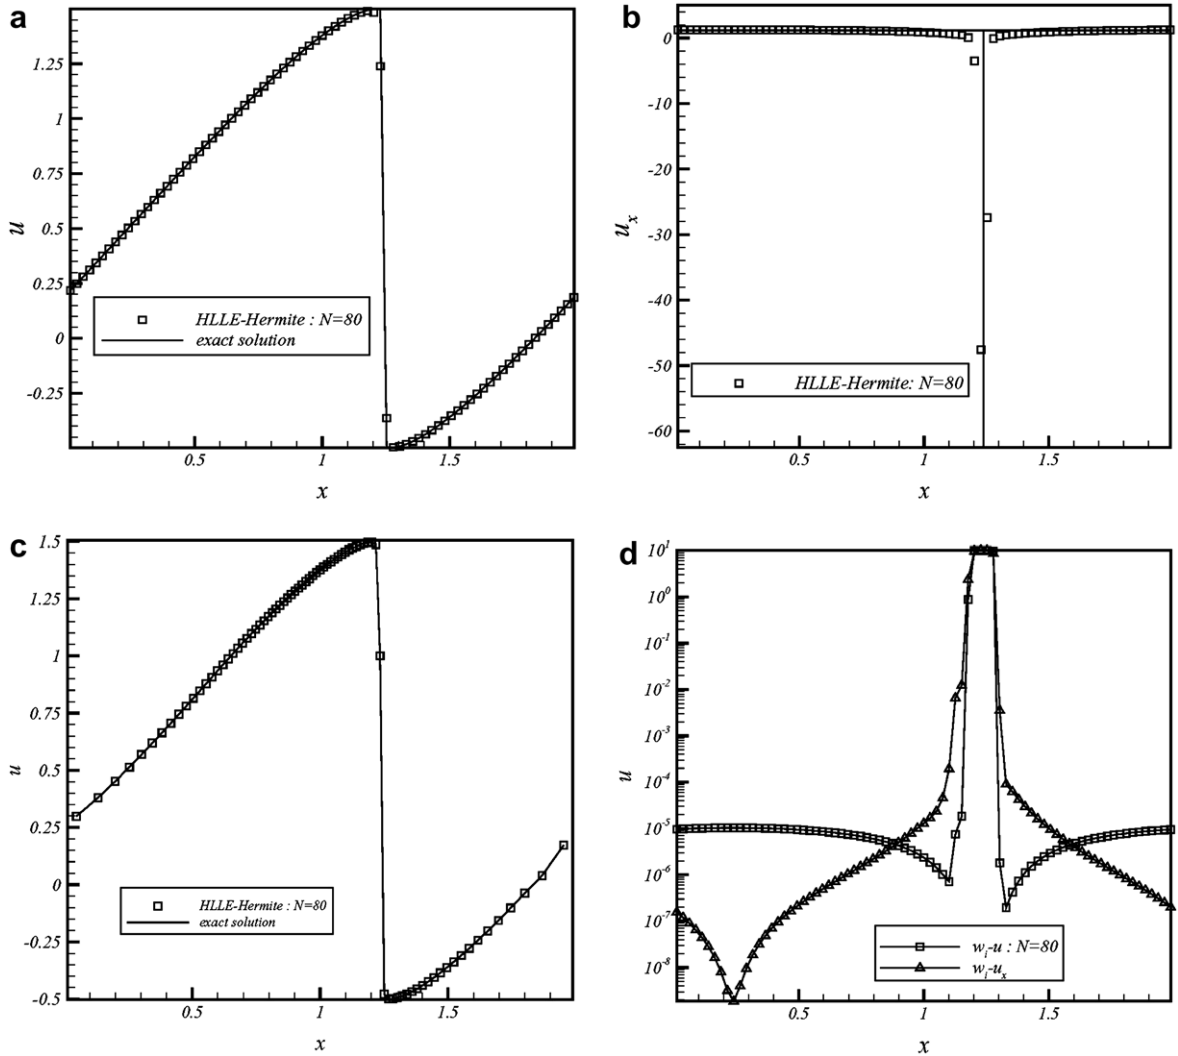 a
1.25
1
0.75
0.5
0.25
0
-0.25
u
HLLE-Hermite : N=80
exact solution
0.5
1
1.5
x
b
0
-10
-20
-30
-40
-50
-60
u_x
HLLE-Hermite: N=80
0.5
1
1.5
x
c
1.5
1.25
1
0.75
0.5
0.25
0
-0.25
-0.5
u
HLLE-Hermite : N=80
exact solution
0.5
1
1.5
x
d
10^1
10^0
10^-1
10^-2
10^-3
10^-4
10^-5
10^-6
10^-7
10^-8
u
w_i-u : N=80
w_i-u_x
0.5
1
1.5
x